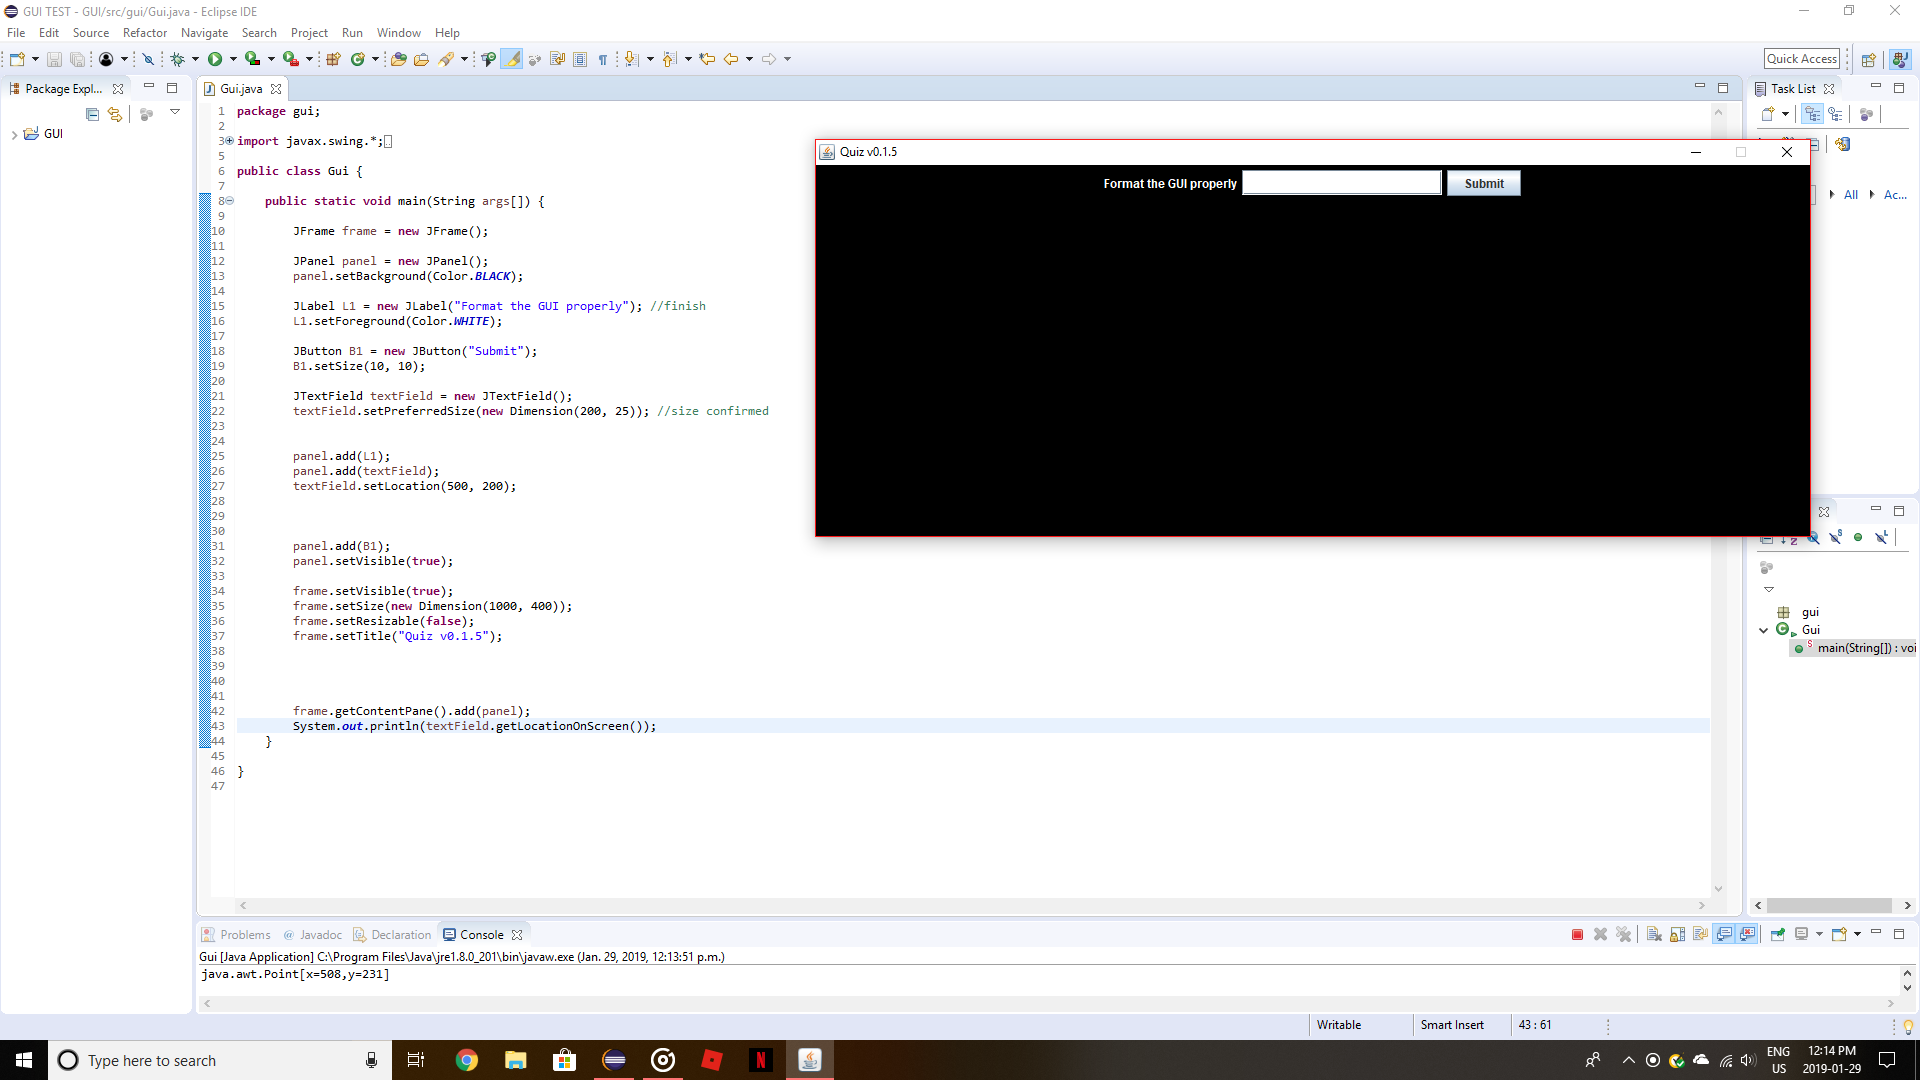 GUI TEST - GUI/src/gui/Gui.java - Eclipse IDE
File Edit Source Refactor Navigate Search Project Run Window Help
Quick Access
Package Expl...
GUI
Gui.java
1 package gui;
2
3 import javax.swing.*;
5
6 public class Gui {
7
8 public static void main(String args[]) {
9
10 JFrame frame = new JFrame();
11
12 JPanel panel = new JPanel();
13 panel.setBackground(Color.BLACK);
14
15 JLabel L1 = new JLabel("Format the GUI properly"); //finish
16 L1.setForeground(Color.WHITE);
17
18 JButton B1 = new JButton("Submit");
19 B1.setSize(10, 10);
20
21 JTextField textField = new JTextField();
22 textField.setPreferredSize(new Dimension(200, 25)); //size confirmed
23
24
25 panel.add(L1);
26 panel.add(textField);
27 textField.setLocation(500, 200);
28
29
30
31 panel.add(B1);
32 panel.setVisible(true);
33
34 frame.setVisible(true);
35 frame.setSize(new Dimension(1000, 400));
36 frame.setResizable(false);
37 frame.setTitle("Quiz v0.1.5");
38
39
40
41
42 frame.getContentPane().add(panel);
43 System.out.println(textField.getLocationOnScreen());
44 }
45
46 }
47
Quiz v0.1.5
Format the GUI properly
Submit
Task List
All Ac...
gui
Gui
main(String[]) : voi
Problems Javadoc Declaration Console
Gui [Java Application] C:\Program Files\Java\jre1.8.0_201\bin\javaw.exe (Jan. 29, 2019, 12:13:51 p.m.)
java.awt.Point[x=508,y=231]
Writable Smart Insert 43 : 61
Type here to search
ENG
US
12:14 PM
2019-01-29